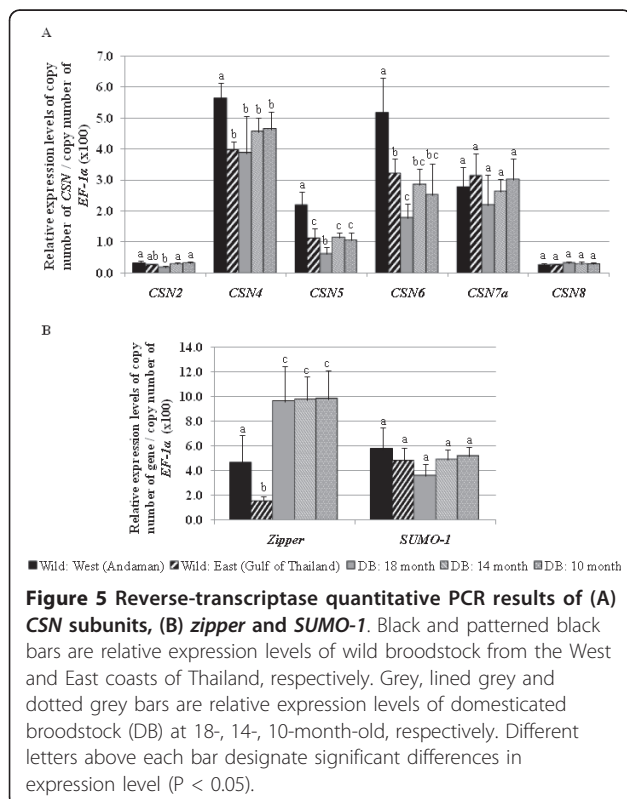 A
Relative expression levels of copy
number of CSN / copy number of
EF-1α (x100)
7.0
6.0
5.0
4.0
3.0
2.0
1.0
0.0
a ab b a a
a b b b b
a c b c c
a b c bc bc
a a a a a
a a a a a
CSN2 CSN4 CSN5 CSN6 CSN7a CSN8
B
Relative expression levels of copy
number of gene / copy number of
EF-1α (x100)
14.0
12.0
10.0
8.0
6.0
4.0
2.0
0.0
a b c c c
a a a a a
Zipper SUMO-1
Wild: West (Andaman) Wild: East (Gulf of Thailand) DB: 18 month DB: 14 month DB: 10 month
Figure 5 Reverse-transcriptase quantitative PCR results of (A)
CSN subunits, (B) zipper and SUMO-1. Black and patterned black
bars are relative expression levels of wild broodstock from the West
and East coasts of Thailand, respectively. Grey, lined grey and
dotted grey bars are relative expression levels of domesticated
broodstock (DB) at 18-, 14-, 10-month-old, respectively. Different
letters above each bar designate significant differences in
expression level (P < 0.05).